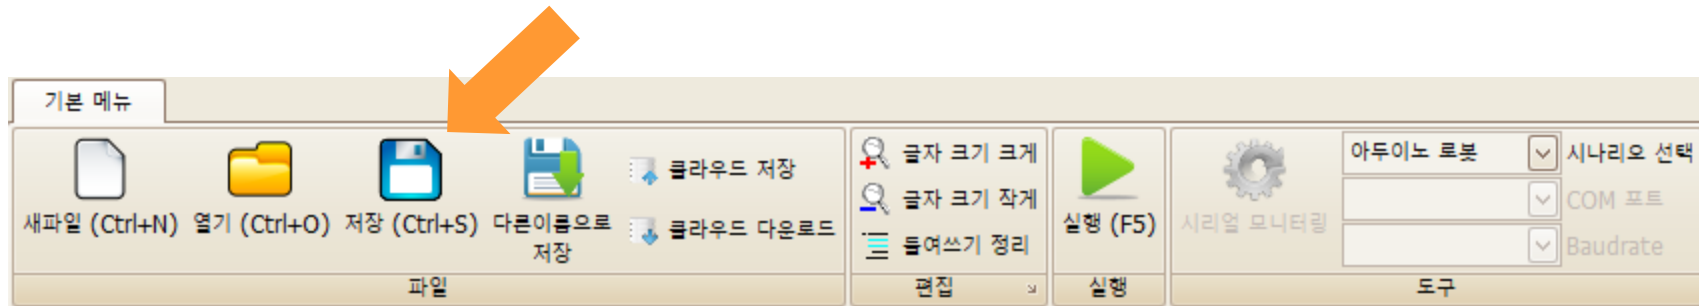 기본 메뉴
새파일 (Ctrl+N)
열기 (Ctrl+O)
저장 (Ctrl+S)
다른이름으로
저장
클라우드 저장
클라우드 다운로드
파일
글자 크기 크게
글자 크기 작게
들여쓰기 정리
편집
실행 (F5)
실행
시리얼 모니터링
아두이노 로봇 시나리오 선택
COM 포트
Baudrate
도구